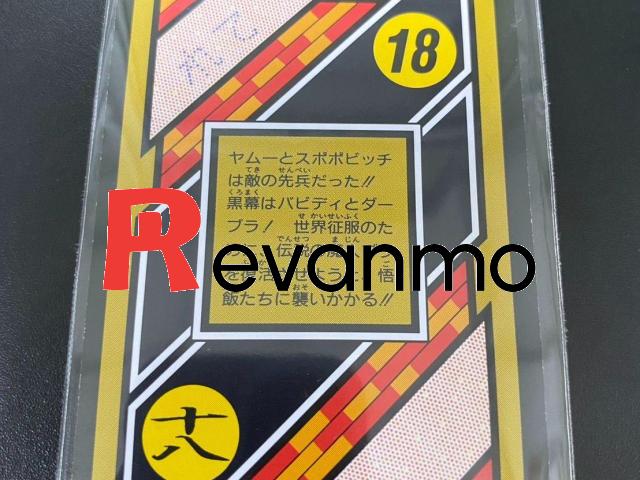 18
ヤムーとスポポビッチ
は敵の先兵だった!!
黒幕はバビディとダー
ブラ! 世界征服のた
Revanmo
飯たちに襲いかかる!!
十八